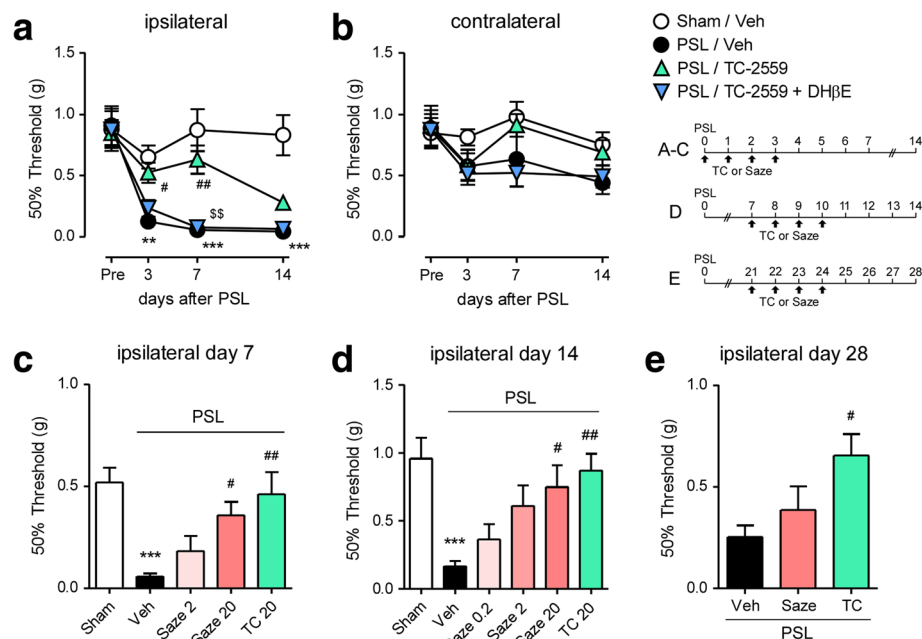 a
ipsilateral
50% Threshold (g)
1.5
1.0
0.5
0.0
#
##
$$
**
***
***
Pre
3
7
14
days after PSL
b
contralateral
50% Threshold (g)
1.5
1.0
0.5
0.0
Pre
3
7
14
days after PSL
Sham / Veh
PSL / Veh
PSL / TC-2559
PSL / TC-2559 + DHβE
A-C
PSL
0 1 2 3 5 6 7 14
TC or Saze
D
PSL
0 7 8 9 10 11 12 13 14
TC or Saze
E
PSL
0 21 22 23 24 25 26 27 28
TC or Saze
c
ipsilateral day 7
PSL
50% Threshold (g)
1.0
0.5
0.0
***
#
##
Sham
Veh
Saze 2
Saze 20
TC 20
d
ipsilateral day 14
PSL
50% Threshold (g)
1.5
1.0
0.5
0.0
***
#
##
Sham
Veh
Saze 0.2
Saze 2
Saze 20
TC 20
e
ipsilateral day 28
50% Threshold (g)
1.0
0.5
0.0
#
Veh
Saze
TC
PSL